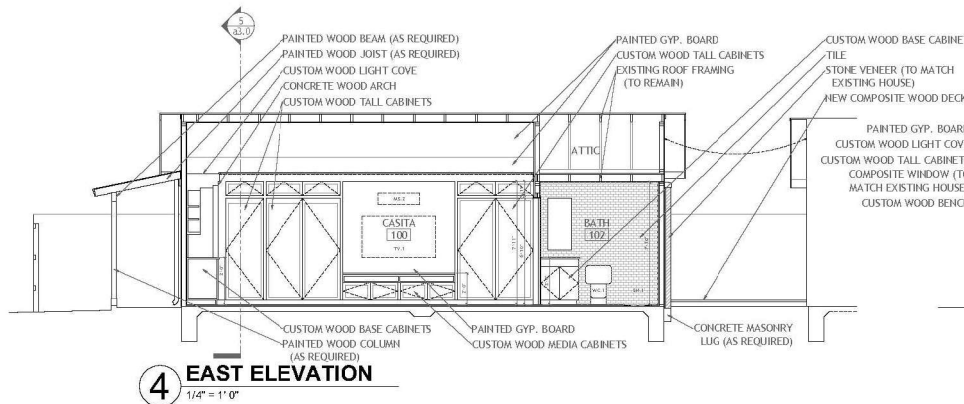 5
a3.0
PAINTED WOOD BEAM (AS REQUIRED)
PAINTED WOOD JOIST (AS REQUIRED)
CUSTOM WOOD LIGHT COVE
CONCRETE WOOD ARCH
CUSTOM WOOD TALL CABINETS
PAINTED GYP. BOARD
CUSTOM WOOD TALL CABINETS
EXISTING ROOF FRAMING
(TO REMAIN)
CUSTOM WOOD BASE CABINE
TILE
STONE VENEER (TO MATCH
EXISTING HOUSE)
NEW COMPOSITE WOOD DECK
PAINTED GYP. BOARD
CUSTOM WOOD LIGHT COV
CUSTOM WOOD TALL CABINET
COMPOSITE WINDOW (TO
MATCH EXISTING HOUSE
CUSTOM WOOD BENC
ATTIC
CASITA
100
TV.1
BATH
102
W.C.1
CUSTOM WOOD BASE CABINETS
PAINTED WOOD COLUMN
(AS REQUIRED)
PAINTED GYP. BOARD
CUSTOM WOOD MEDIA CABINETS
CONCRETE MASONRY
LUG (AS REQUIRED)
4
EAST ELEVATION
1/4" = 1' 0"